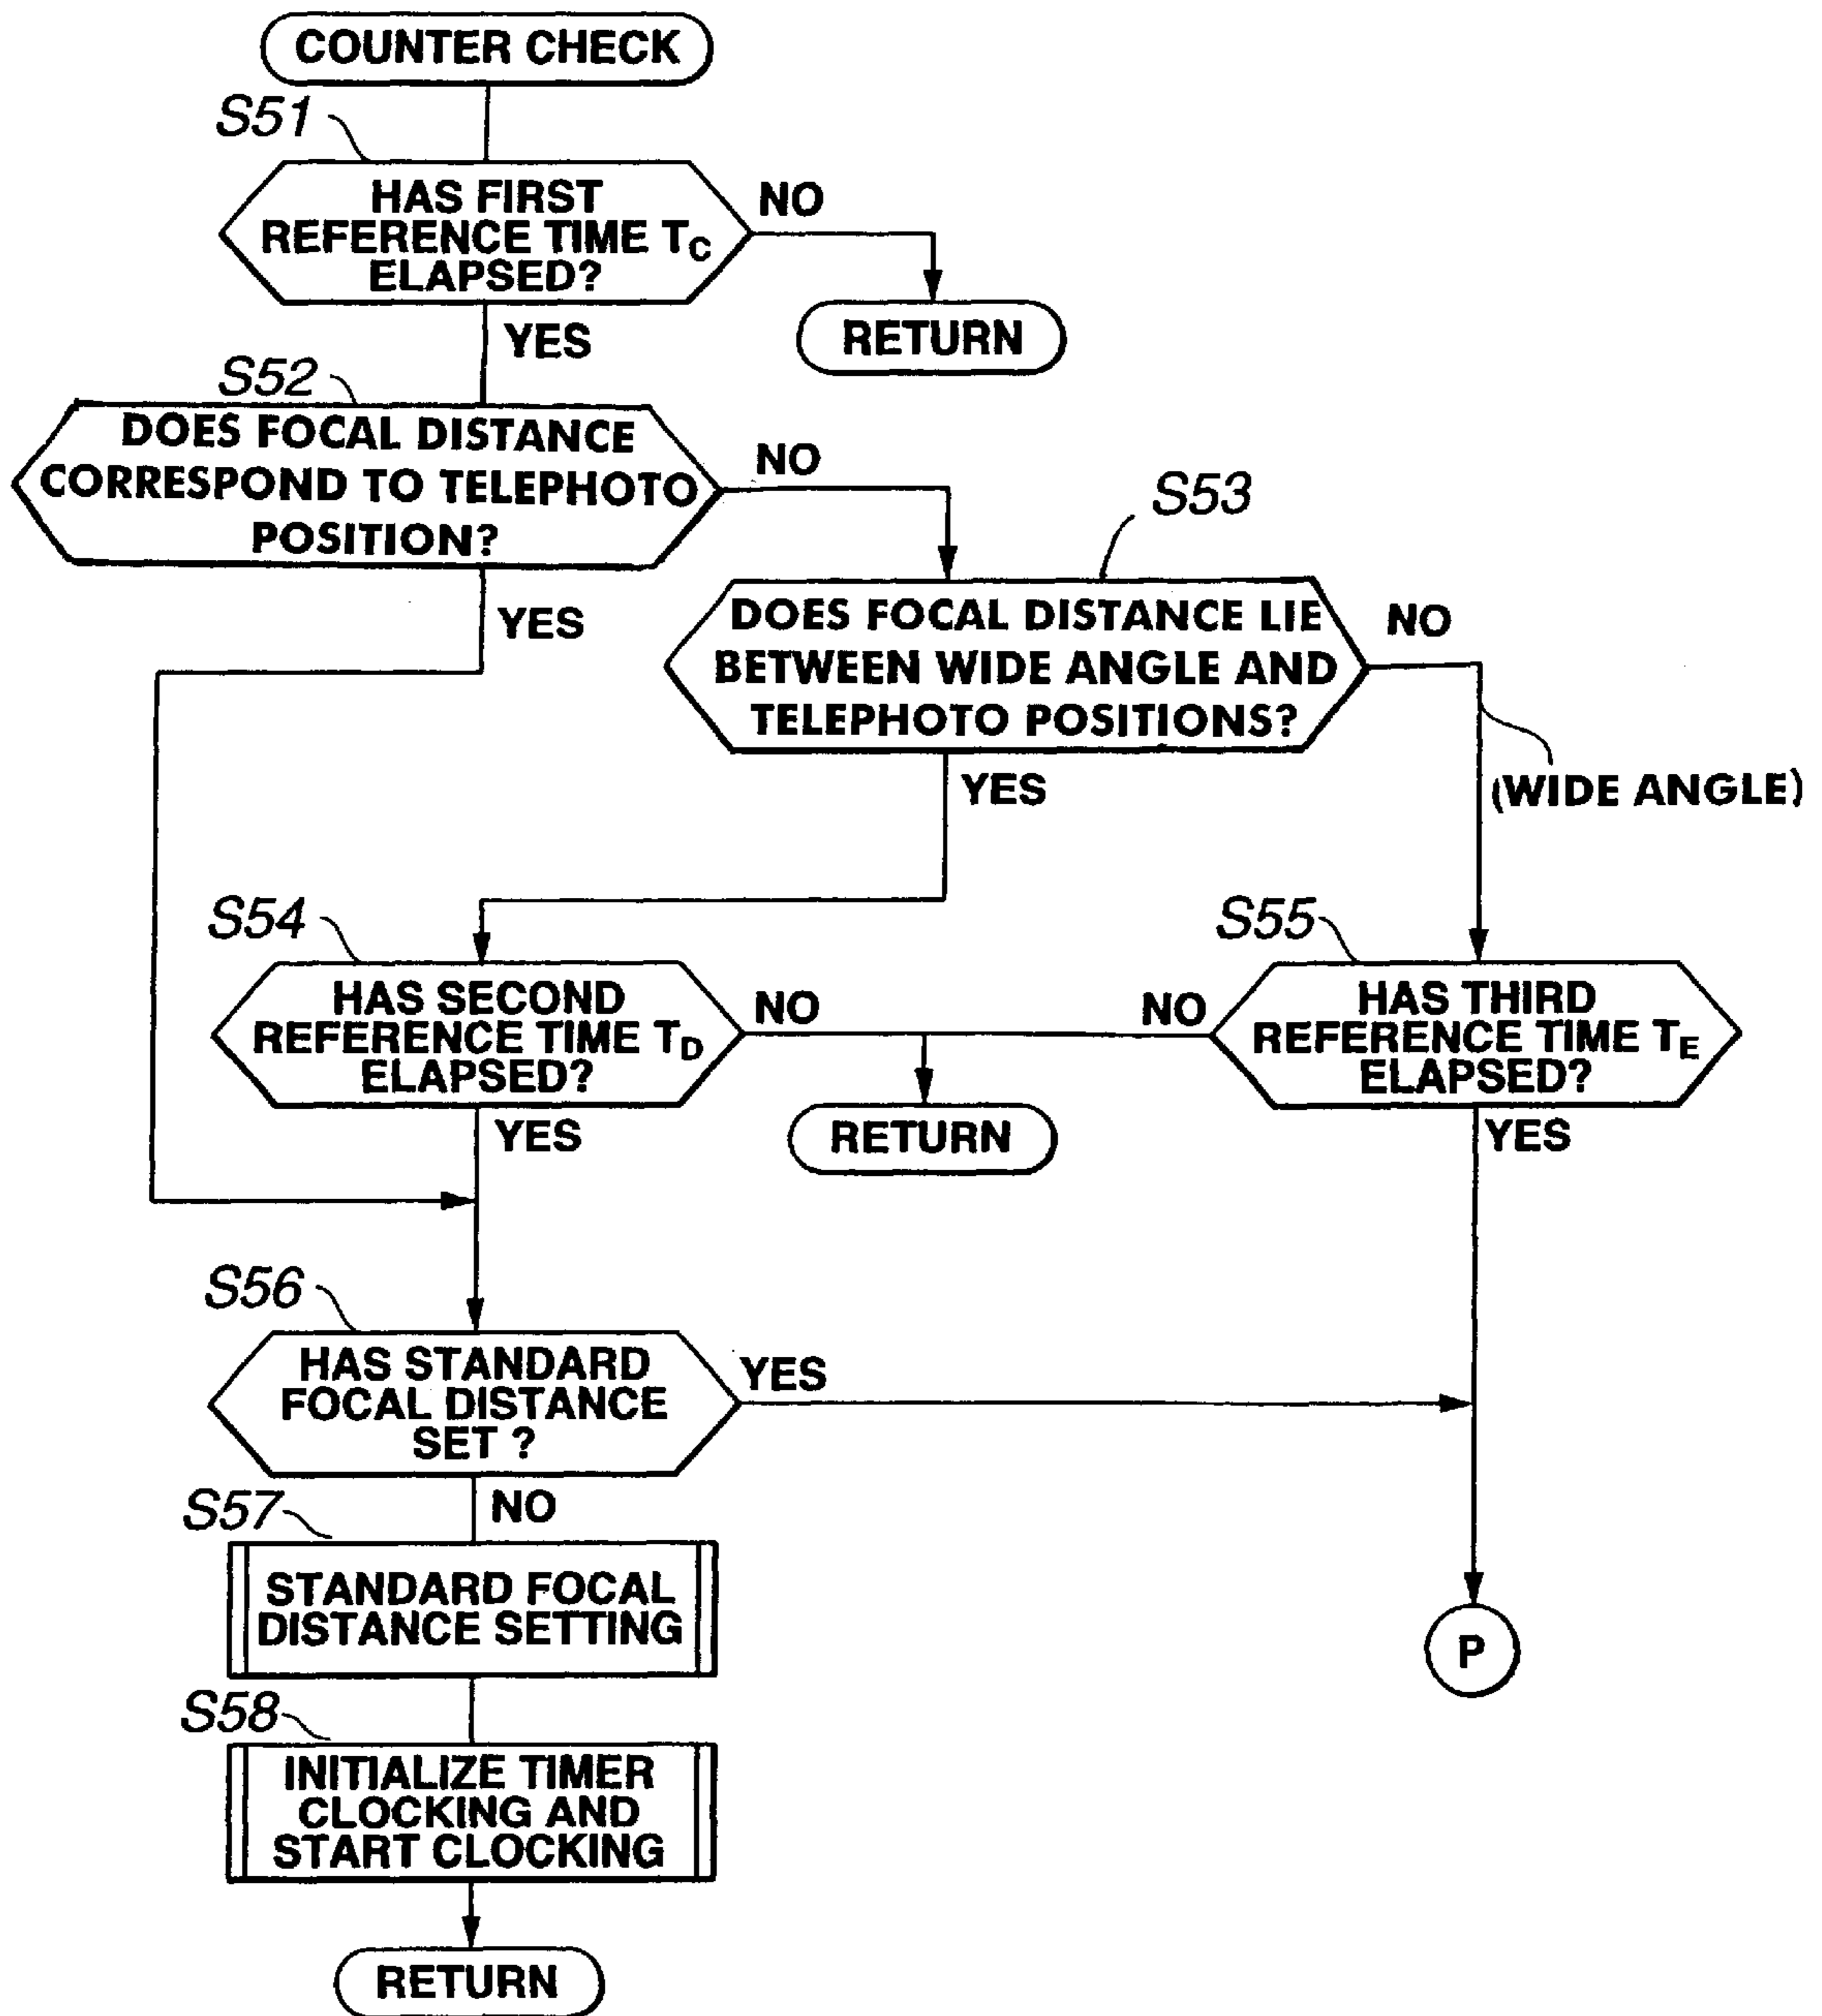 COUNTER CHECK
S51
HAS FIRST
REFERENCE TIME TC
ELAPSED?
NO
RETURN
YES
S52
DOES FOCAL DISTANCE
CORRESPOND TO TELEPHOTO
POSITION?
NO
YES
S53
DOES FOCAL DISTANCE LIE
BETWEEN WIDE ANGLE AND
TELEPHOTO POSITIONS?
NO
(WIDE ANGLE)
YES
S54
HAS SECOND
REFERENCE TIME TD
ELAPSED?
NO
YES
RETURN
S55
HAS THIRD
REFERENCE TIME TE
ELAPSED?
NO
YES
S56
HAS STANDARD
FOCAL DISTANCE
SET ?
YES
NO
S57
STANDARD FOCAL
DISTANCE SETTING
P
S58
INITIALIZE TIMER
CLOCKING AND
START CLOCKING
RETURN